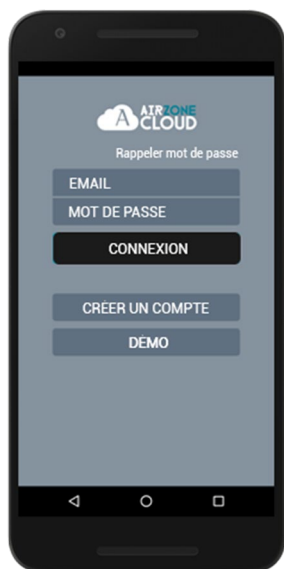 A AIRZONE
CLOUD
Rappeler mot de passe
EMAIL
MOT DE PASSE
CONNEXION
CRÉER UN COMPTE
DÉMO